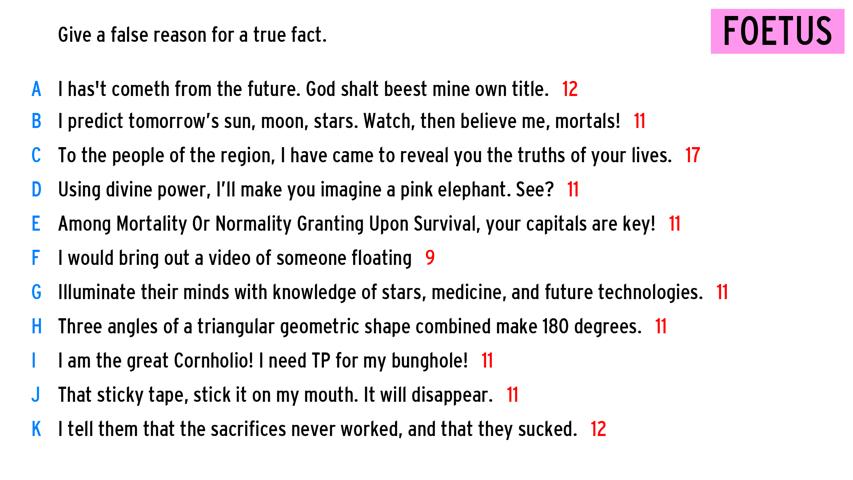 Give a false reason for a true fact.
FOETUS
A I has't cometh from the future. God shalt beest mine own title. 12
B I predict tomorrow's sun, moon, stars. Watch, then believe me, mortals! 11
C To the people of the region, I have came to reveal you the truths of your lives. 17
D Using divine power, I'll make you imagine a pink elephant. See? 11
E Among Mortality Or Normality Granting Upon Survival, your capitals are key! 11
F I would bring out a video of someone floating 9
G Illuminate their minds with knowledge of stars, medicine, and future technologies. 11
H Three angles of a triangular geometric shape combined make 180 degrees. 11
I I am the great Cornholio! I need TP for my bunghole! 11
J That sticky tape, stick it on my mouth. It will disappear. 11
K I tell them that the sacrifices never worked, and that they sucked. 12